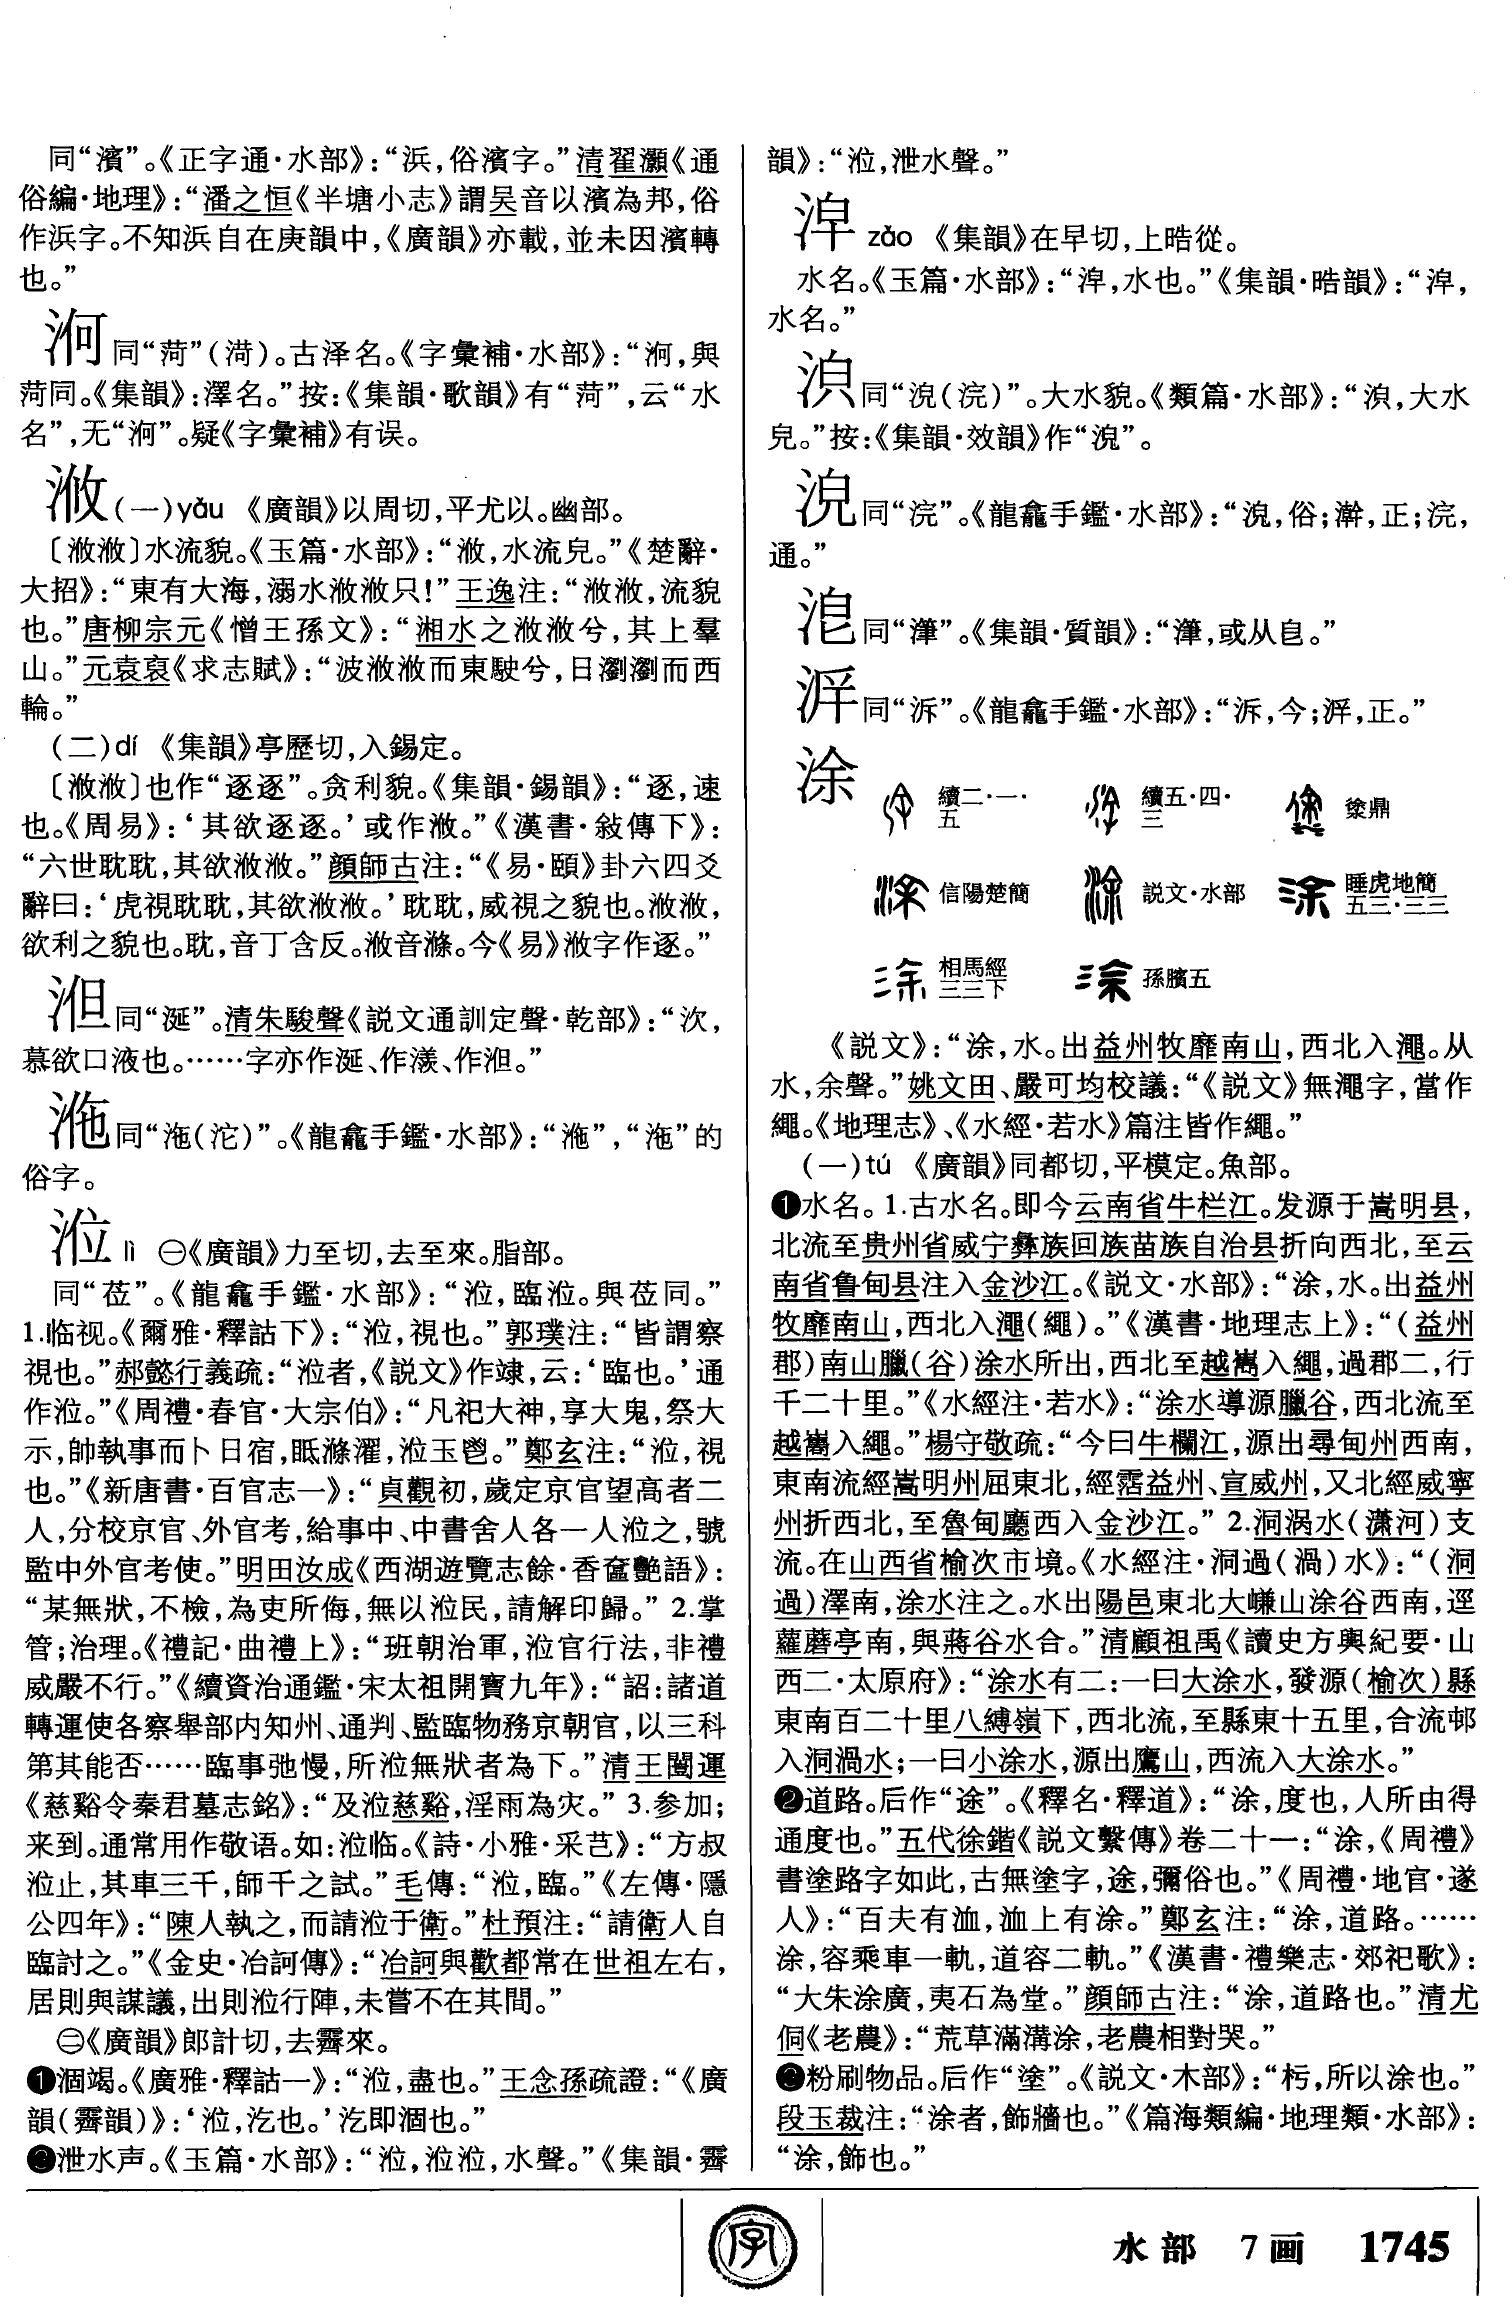 同“濱”。《正字通·水部》：“浜，俗濱字。”清翟灝《通
俗編·地理》：“潘之恒《半塘小志》謂吴音以濱為邦，俗
作浜字。不知浜自在庚韻中，《廣韻》亦載，並未因濱轉
也。”
泂同“菏”（渮）。古泽名。《字彙補·水部》：“𣵛，與
菏同。《集韻》：澤名。”按：《集韻·歌韻》有“菏”，云“水
名”，无“𣵛”。疑《字彙補》有误。
浟（一）yǎu 《廣韻》以周切，平尤以。幽部。
〔浟浟〕水流貌。《玉篇·水部》：“浟，水流皃。”《楚辭·
大招》：“東有大海，溺水浟浟只！”王逸注：“浟浟，流貌
也。”唐柳宗元《憎王孫文》：“湘水之浟浟兮，其上羣
山。”元袁裒《求志賦》：“波浟浟而東駛兮，日瀏瀏而西
輪。”
（二）dí 《集韻》亭歷切，入錫定。
〔浟浟〕也作“逐逐”。贪利貌。《集韻·錫韻》：“逐，速
也。《周易》：‘其欲逐逐。’或作浟。”《漢書·敍傳下》：
“六世耽耽，其欲浟浟。”顔師古注：“《易·頤》卦六四爻
辭曰：‘虎視耽耽，其欲浟浟。’耽耽，威視之貌也。浟浟，
欲利之貌也。耽，音丁含反。浟音滌。今《易》浟字作逐。”
泹同“涎”。清朱駿聲《説文通訓定聲·乾部》：“次，
慕欲口液也。……字亦作涎、作漾、作𣵿。”
同“沲（沱）”。《龍龕手鑑·水部》：“”，“沲”的
俗字。
涖 lì ㊀《廣韻》力至切，去至來。脂部。
同“莅”。《龍龕手鑑·水部》：“涖，臨涖。與莅同。”
1.临视。《爾雅·釋詁下》：“涖，視也。”郭璞注：“皆謂察
視也。”郝懿行義疏：“涖者，《説文》作𥩲，云：‘臨也。’通
作涖。”《周禮·春官·大宗伯》：“凡祀大神，享大鬼，祭大
示，帥執事而卜日宿，眂滌濯，涖玉鬯。”鄭玄注：“涖，視
也。”《新唐書·百官志一》：“貞觀初，歲定京官望高者二
人，分校京官、外官考，給事中、中書舍人各一人涖之，號
監中外官考使。”明田汝成《西湖遊覽志餘·香奩艷語》：
“某無狀，不檢，為吏所侮，無以涖民，請解印歸。”2.掌
管；治理。《禮記·曲禮上》：“班朝治軍，涖官行法，非禮
威嚴不行。”《續資治通鑑·宋太祖開寶九年》：“詔：諸道
轉運使各察舉部内知州、通判、監臨物務京朝官，以三科
第其能否……臨事弛慢，所涖無狀者為下。”清王闓運
《慈谿令秦君墓志銘》：“及涖慈谿，淫雨為灾。”3.参加；
来到。通常用作敬语。如：涖临。《詩·小雅·采芑》：“方叔
涖止，其車三千，師干之試。”毛傳：“涖，臨。”《左傳·隱
公四年》：“陳人執之，而請涖于衛。”杜預注：“請衛人自
臨討之。”《金史·冶訶傳》：“冶訶與歡都常在世祖左右，
居則與謀議，出則涖行陣，未嘗不在其間。”
㊁《廣韻》郎計切，去霽來。
❶涸竭。《廣雅·釋詁一》：“涖，盡也。”王念孫疏證：“《廣
韻（霽韻）》：‘涖，汔也。’汔即涸也。”
❷泄水声。《玉篇·水部》：“涖，涖涖，水聲。”《集韻·霽
韻》：“涖，泄水聲。”
𣵠 zǎo 《集韻》在早切，上晧從。
水名。《玉篇·水部》：“，水也。”《集韻·晧韻》：“，
水名。”
同“浼（浣）”。大水貌。《類篇·水部》：“，大水
皃。”按：《集韻·效韻》作“”。
同“浣”。《龍龕手鑑·水部》：“，俗；澣，正；浣，
通。”
浥同“潷”。《集韻·質韻》：“潷，或从皀。”
同“泝”。《龍龕手鑑·水部》：“泝，今；，正。”
涂
續二·一·五
續五·四·三
㙛鼎
信陽楚簡
説文·水部
睡虎地簡五三·三三
相馬經三三下
孫臏五
《説文》：“涂，水。出益州牧靡南山，西北入澠。从
水，余聲。”姚文田、嚴可均校議：“《説文》無澠字，當作
繩。《地理志》、《水經·若水》篇注皆作繩。”
（一）tú 《廣韻》同都切，平模定。魚部。
❶水名。1.古水名。即今云南省牛栏江。发源于嵩明县，
北流至贵州省威宁彝族回族苗族自治县折向西北，至云
南省鲁甸县注入金沙江。《説文·水部》：“涂，水。出益州
牧靡南山，西北入澠（繩）。”《漢書·地理志上》：“（益州
郡）南山臘（谷）涂水所出，西北至越嶲入繩，過郡二，行
千二十里。”《水經注·若水》：“涂水導源臘谷，西北流至
越嶲入繩。”楊守敬疏：“今曰牛欄江，源出尋甸州西南，
東南流經嵩明州屈東北，經霑益州、宣威州，又北經威寧
州折西北，至魯甸廳西入金沙江。”2.洞涡水（潇河）支
流。在山西省榆次市境。《水經注·洞過（渦）水》：“（洞
過）澤南，涂水注之。水出陽邑東北大嵰山涂谷西南，逕
蘿蘑亭南，與蔣谷水合。”清顧祖禹《讀史方輿紀要·山
西二·太原府》：“涂水有二：一曰大涂水，發源（榆次）縣
東南百二十里八縛嶺下，西北流，至縣東十五里，合流邨
入洞渦水；一曰小涂水，源出鷹山，西流入大涂水。”
❷道路。后作“途”。《釋名·釋道》：“涂，度也，人所由得
通度也。”五代徐鍇《説文繫傳》卷二十一：“涂，《周禮》
書塗路字如此，古無塗字，途，彌俗也。”《周禮·地官·遂
人》：“百夫有洫，洫上有涂。”鄭玄注：“涂，道路。……
涂，容乘車一軌，道容二軌。”《漢書·禮樂志·郊祀歌》：
“大朱涂廣，夷石為堂。”顔師古注：“涂，道路也。”清尤
侗《老農》：“荒草滿溝涂，老農相對哭。”
❸粉刷物品。后作“塗”。《説文·木部》：“杇，所以涂也。”
段玉裁注：“涂者，飾牆也。”《篇海類編·地理類·水部》：
“涂，飾也。”
字
水部 7画 1745